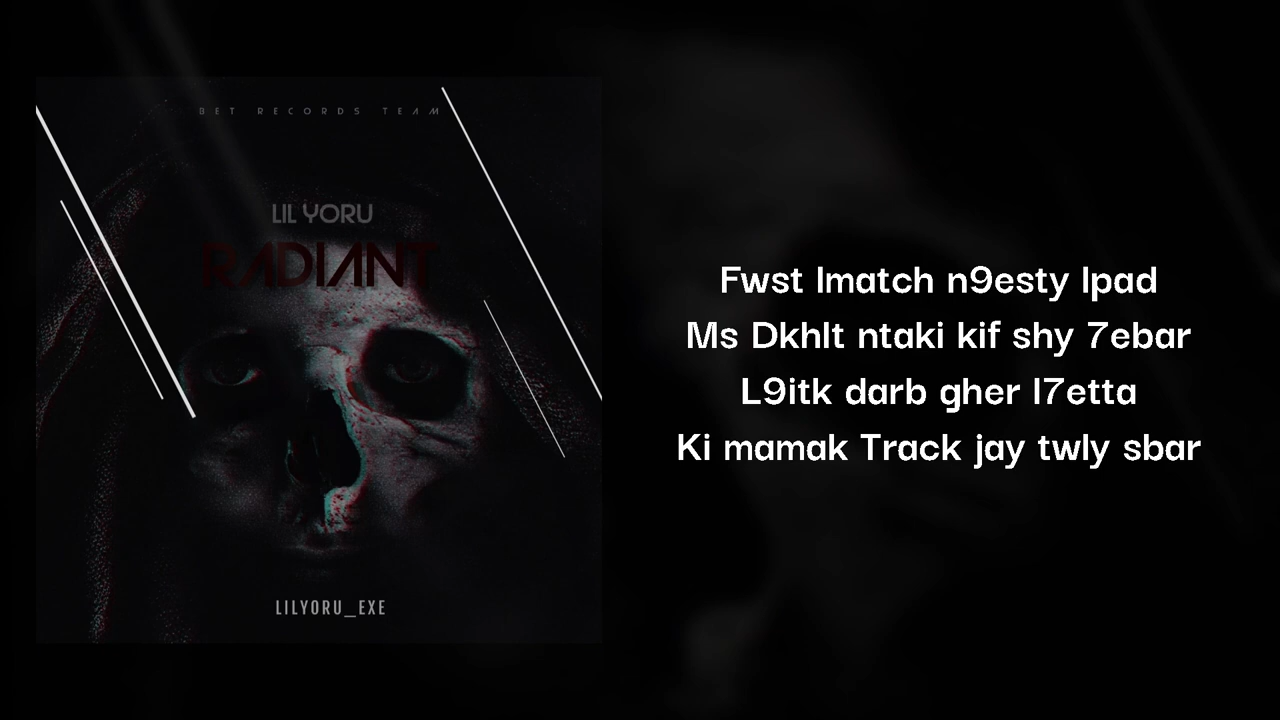 BET RECORDS TEAM
LIL YORU
RADIANT
LILYORU_EXE
Fwst lmatch n9esty lpad
Ms Dkhlt ntaki kif shy 7ebar
L9itk darb gher l7etta
Ki mamak Track jay twly sbar